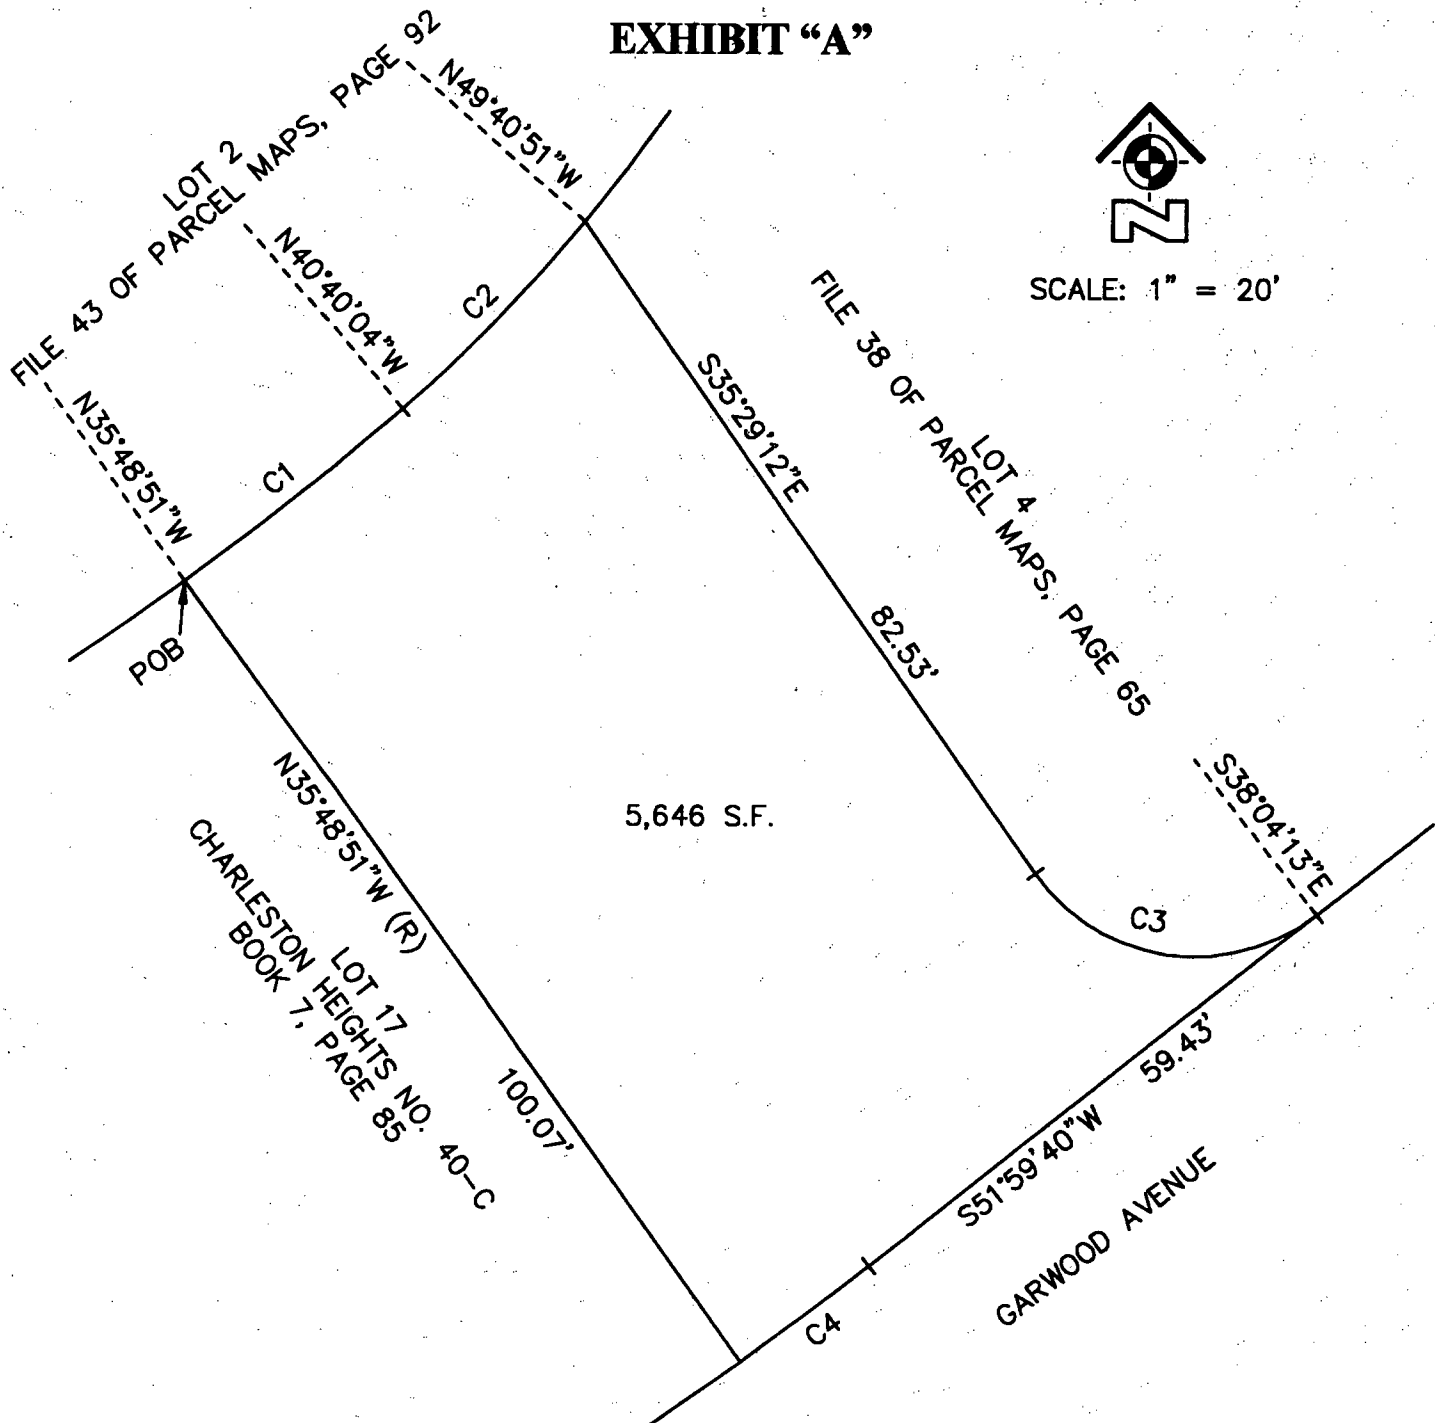 EXHIBIT “A”
LOT 2
FILE 43 OF PARCEL MAPS, PAGE 92
N49°40'51"W
N40°40'04"W
N35°48'51"W
C2
C1
POB
N
SCALE: 1" = 20'
S35°29'12"E
82.53'
LOT 4
FILE 38 OF PARCEL MAPS, PAGE 65
S38°04'13"E
C3
5,646 S.F.
N35°48'51"W (R)
100.07'
LOT 17
CHARLESTON HEIGHTS NO. 40-C
BOOK 7, PAGE 85
59.43'
S51°59'40"W
C4
GARWOOD AVENUE